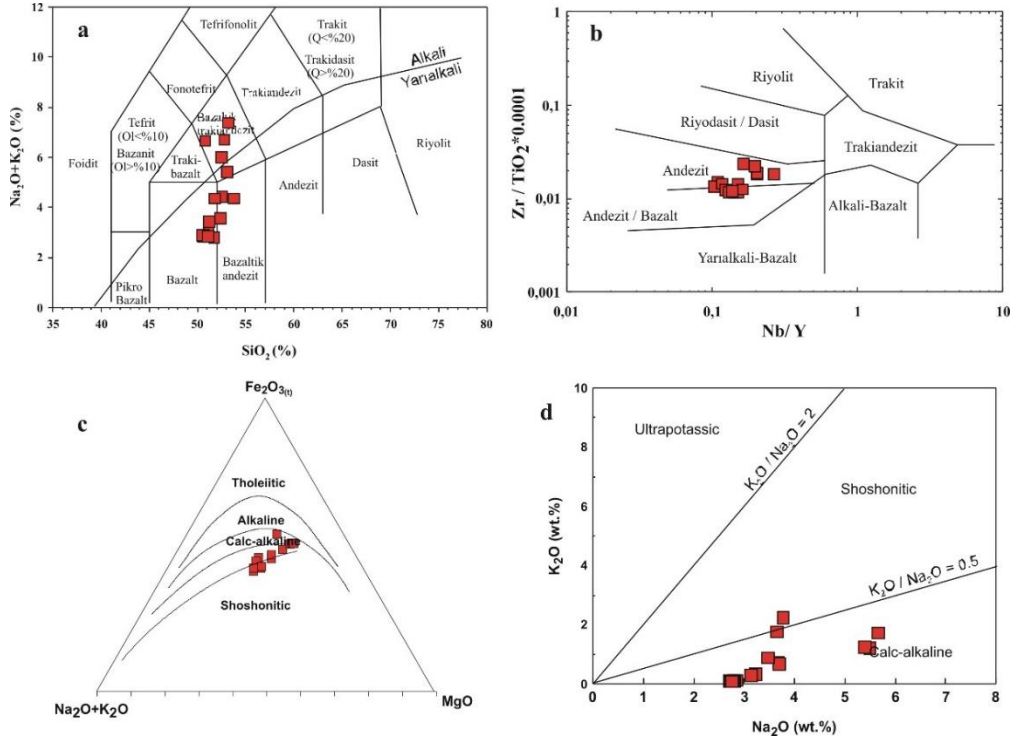 a
12
10
8
6
4
2
0
Na₂O+K₂O (%)
35
45
50
55
60
65
70
75
80
SiO₂ (%)
Tefrifonolit
Trakit
(Q<%20)
Trakidasit
(Q>%20)
Alkali
Yarıalkali
Fonotefrit
Trakiandezit
Tefrit
(Ol<%10)
Bazanit
(Ol>%10)
Foidit
Traki-
bazalt
Riyolit
Dasit
Andezit
Pikro
Bazalt
Bazalt
Bazaltik
andezit
b
1
0,1
0,01
0,001
Zr / TiO₂*0.0001
0,01
0,1
1
10
Nb/ Y
Riyolit
Trakit
Riyodasit / Dasit
Trakiandezit
Andezit
Andezit / Bazalt
Alkali-Bazalt
Yarıalkali-Bazalt
c
Fe₂O₃(t)
Tholeiitic
Alkaline
Calc-alkaline
Shoshonitic
Na₂O+K₂O
MgO
d
10
8
6
4
2
0
K₂O (wt.%)
0
1
2
3
4
5
6
7
8
Na₂O (wt.%)
Ultrapotassic
K₂O / Na₂O = 2
Shoshonitic
K₂O / Na₂O = 0.5
Calc-alkaline